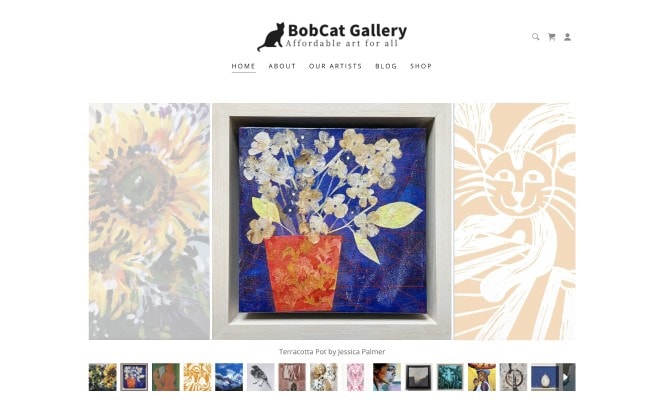 BobCat Gallery
Affordable art for all
HOME ABOUT OUR ARTISTS BLOG SHOP
Terracotta Pot by Jessica Palmer